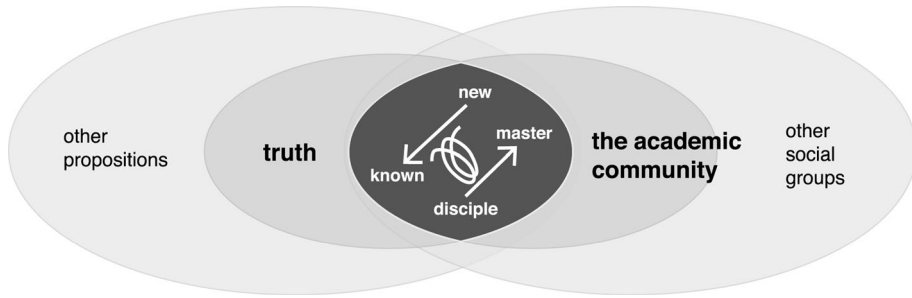 other
propositions
truth
new
master
known
disciple
the academic
community
other
social
groups